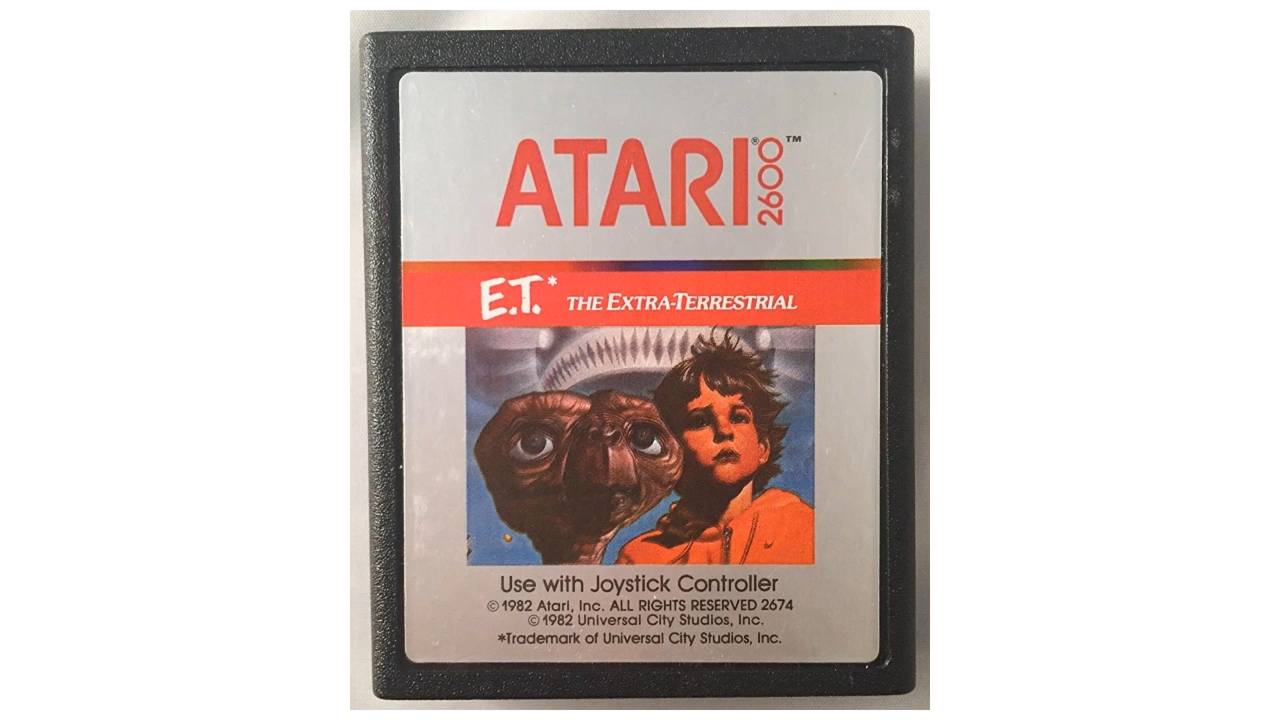 ATARI® 2600™
E.T.* THE EXTRA-TERRESTRIAL
Use with Joystick Controller
© 1982 Atari, Inc. ALL RIGHTS RESERVED 2674
© 1982 Universal City Studios, Inc.
*Trademark of Universal City Studios, Inc.